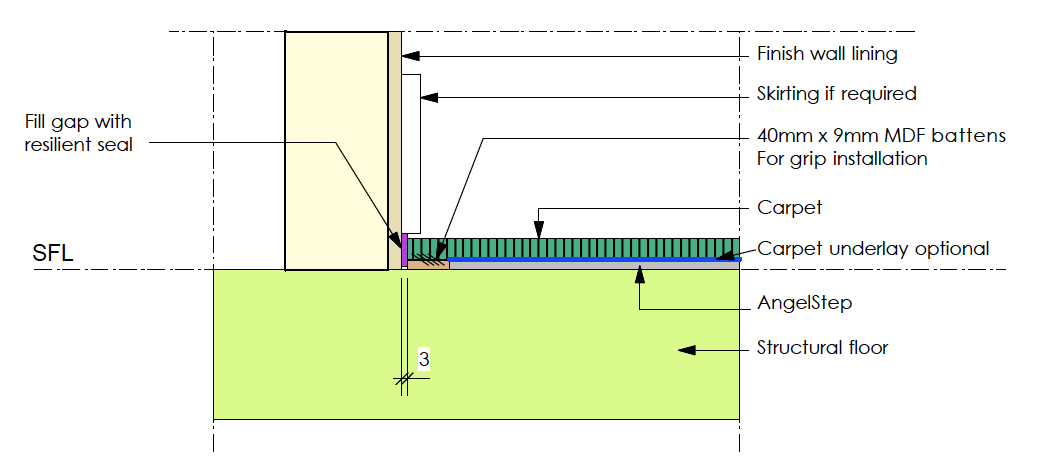 Finish wall lining
Skirting if required
Fill gap with
resilient seal
40mm x 9mm MDF battens
For grip installation
Carpet
SFL
Carpet underlay optional
AngelStep
Structural floor
3